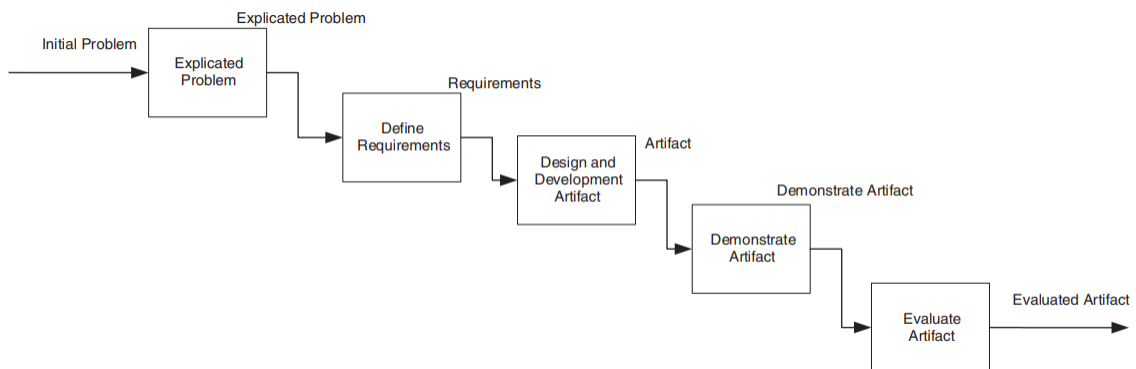 Explicated Problem
Initial Problem
Explicated
Problem
Requirements
Define
Requirements
Artifact
Design and
Development
Artifact
Demonstrate Artifact
Demonstrate
Artifact
Evaluated Artifact
Evaluate
Artifact